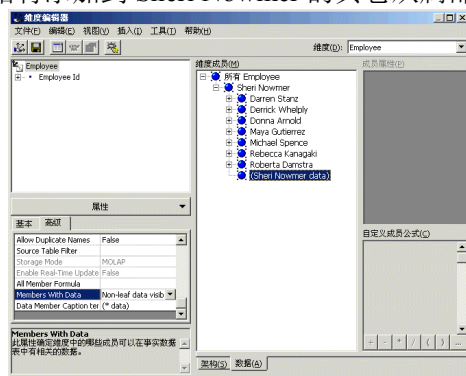 维度编辑器
文件(F) 编辑(E) 视图(V) 插入(I) 工具(T) 帮助(H)
维度(D): Employee
Employee
Employee Id
维度成员(M)
所有 Employee
Sheri Nowmer
Darren Stanz
Derrick Whelply
Donna Arnold
Maya Gutierrez
Michael Spence
Rebecca Kanagaki
Roberta Damstra
(Sheri Nowmer data)
成员属性(P)
属性
基本 高级
Allow Duplicate Names False
Source Table Filter
Storage Mode MOLAP
Enable Real-Time Update False
All Member Formula
Members With Data Non-leaf data visib
Data Member Caption ter (* data)
Members With Data
此属性确定维度中的哪些成员可以在事实数据
表中有相关的数据。
自定义成员公式(C)
+ - * / ( ) ...
架构(S) 数据(A)